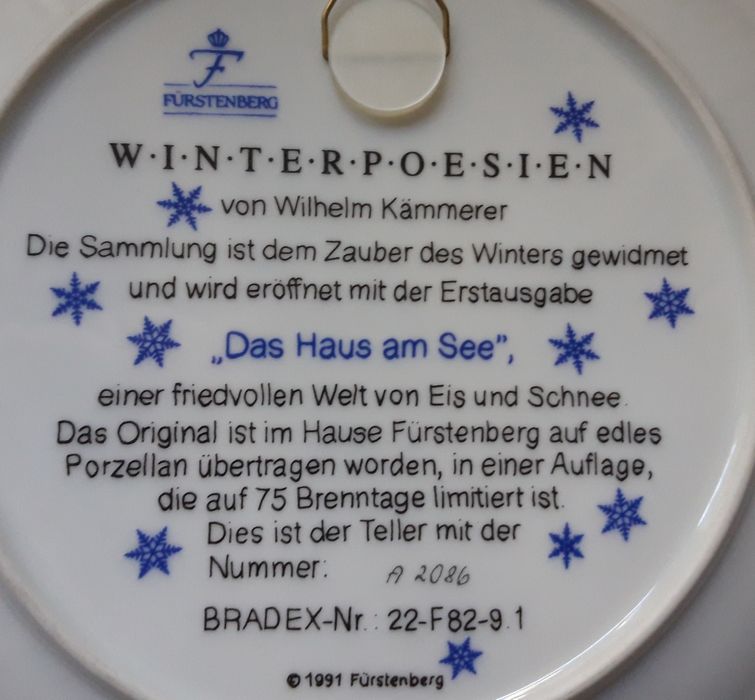 F
FÜRSTENBERG
W·I·N·T·E·R·P·O·E·S·I·E·N
von Wilhelm Kämmerer
Die Sammlung ist dem Zauber des Winters gewidmet
und wird eröffnet mit der Erstausgabe
„Das Haus am See”,
einer friedvollen Welt von Eis und Schnee.
Das Original ist im Hause Fürstenberg auf edles
Porzellan übertragen worden, in einer Auflage,
die auf 75 Brenntage limitiert ist.
Dies ist der Teller mit der
Nummer: A 2086
BRADEX-Nr.: 22-F82-9.1
©1991 Fürstenberg